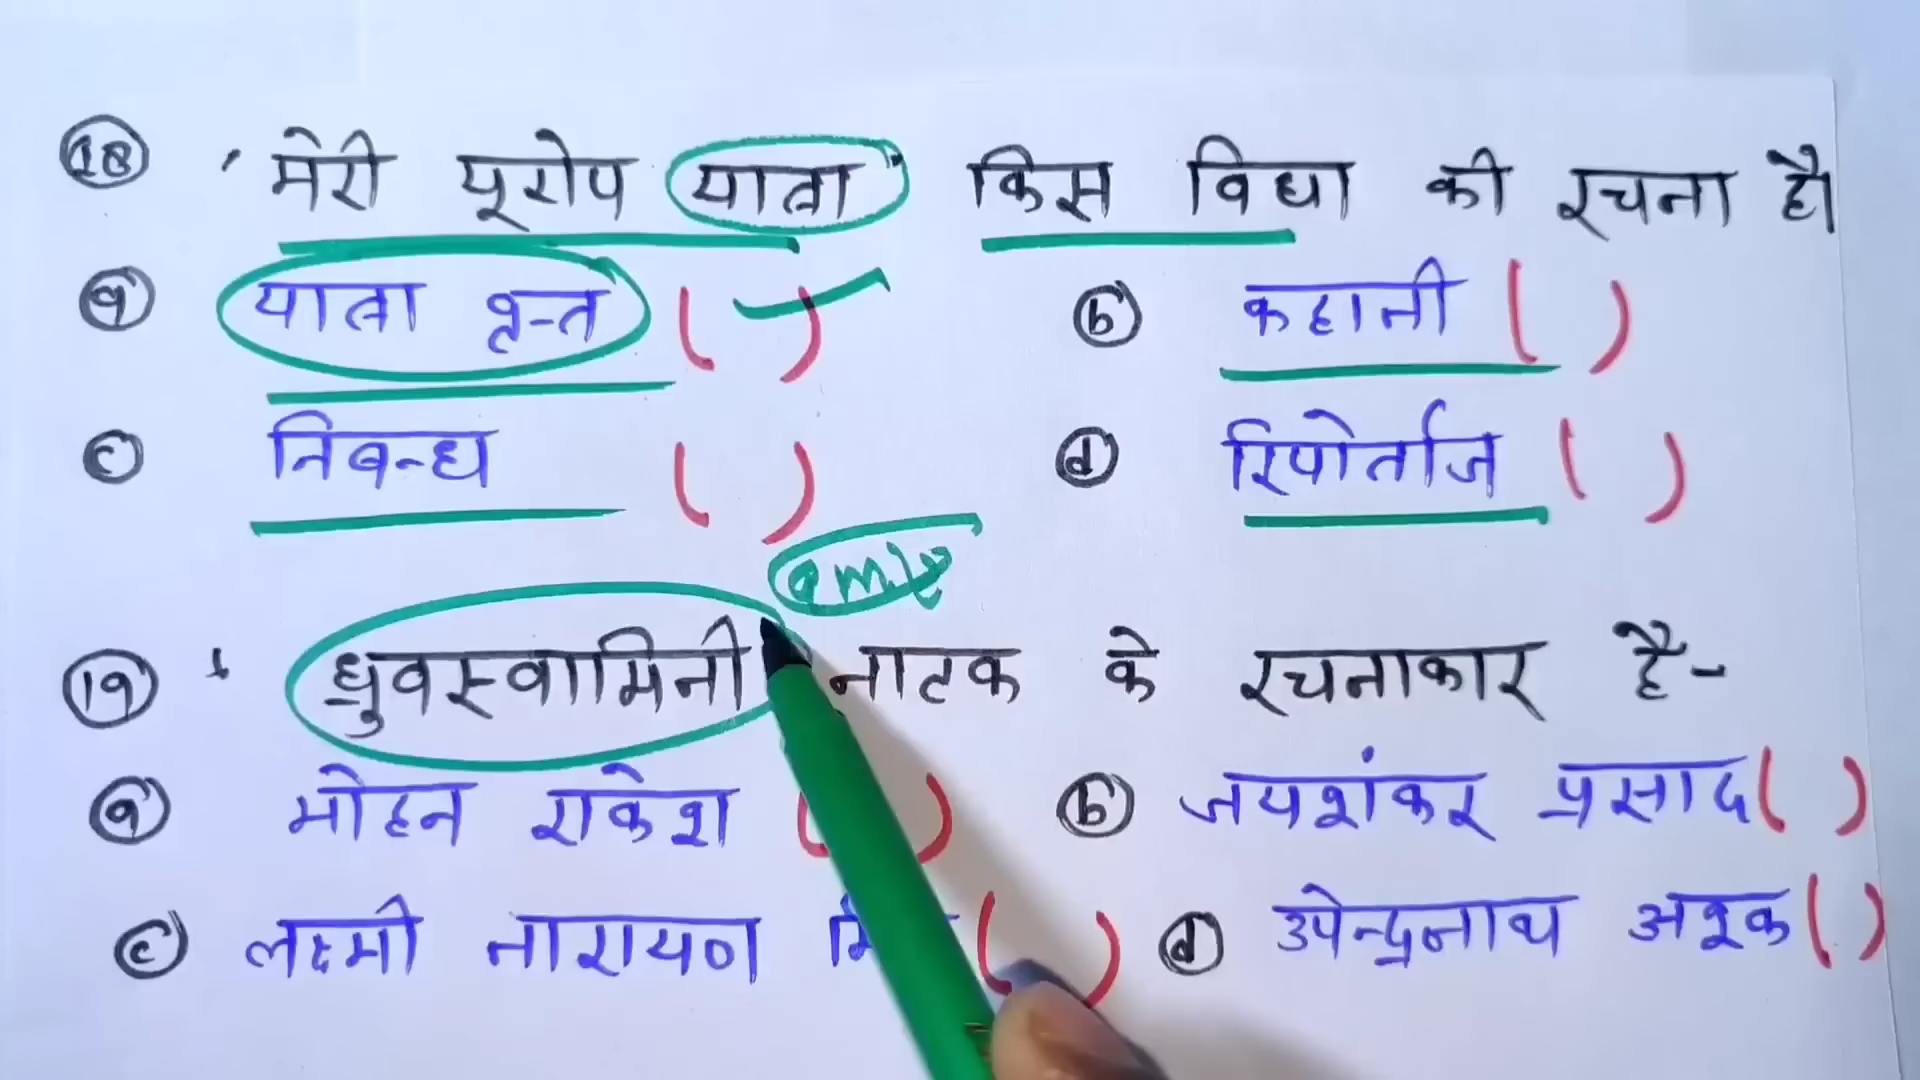 18 'मेरी यूरोप यात्रा' किस विधा की रचना है।
a यात्रा वृन्त ( ) b कहानी ( )
c निबन्ध ( ) d रिपोर्ताज ( )
19 ' ध्रुवस्वामिनी नाटक के रचनाकार है-
a मोहन राकेश ( ) b जयशंकर प्रसाद ( )
c लक्ष्मी नारायण ( ) d उपेन्द्रनाथ अश्क ( )